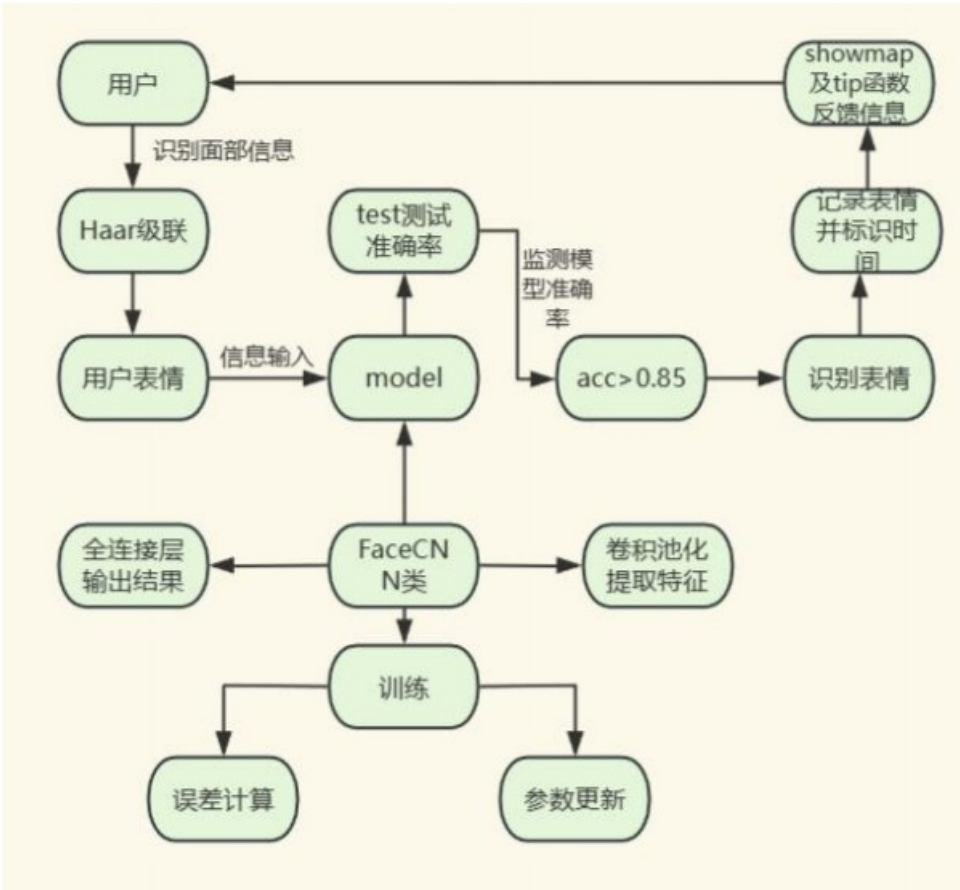 用户
showmap
及tip函数
反馈信息
识别面部信息
Haar级联
test测试
准确率
监测模
型准确
率
记录表情
并标识时
间
用户表情
信息输入
model
acc>0.85
识别表情
全连接层
输出结果
FaceCN
N类
卷积池化
提取特征
训练
误差计算
参数更新